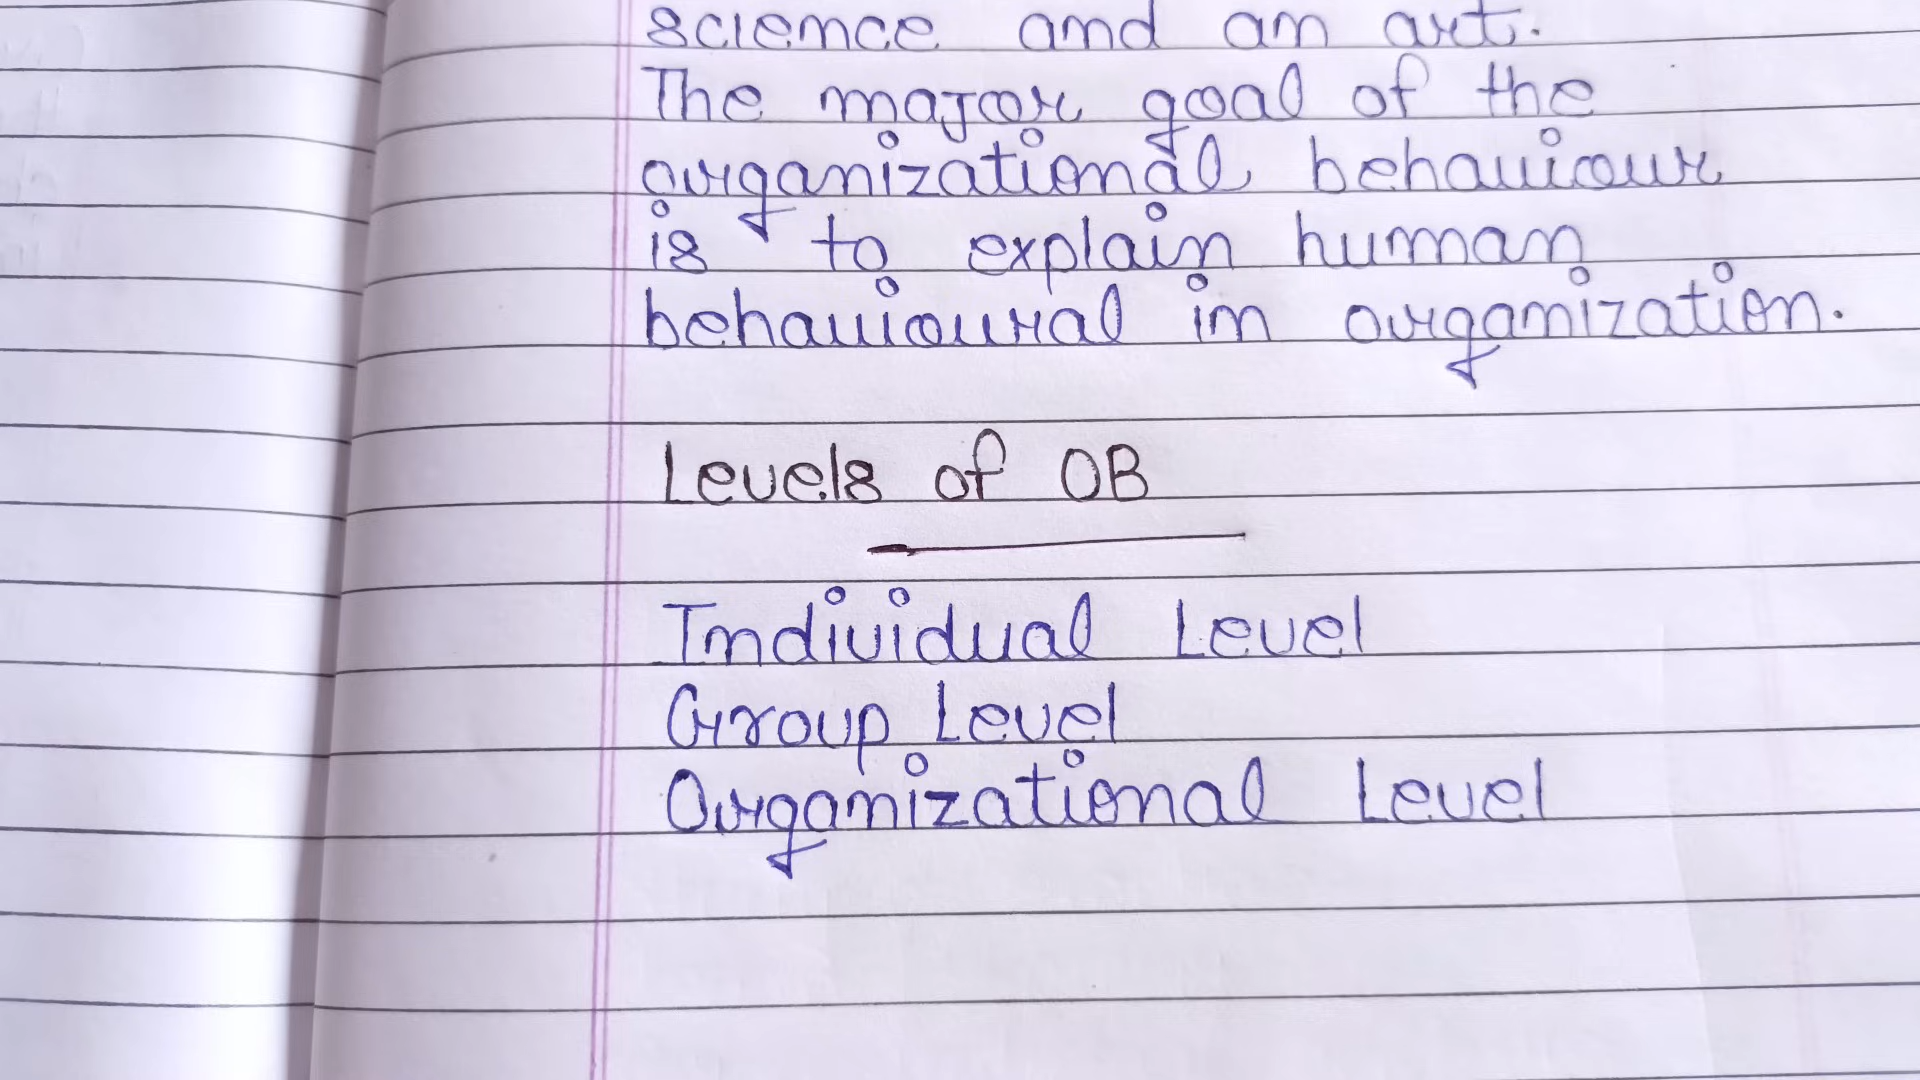 science and an art.
The major goal of the
organizational behaviour
is to explain human
behavioural in organization.
Levels of OB
Individual Level
Group Level
Organizational Level